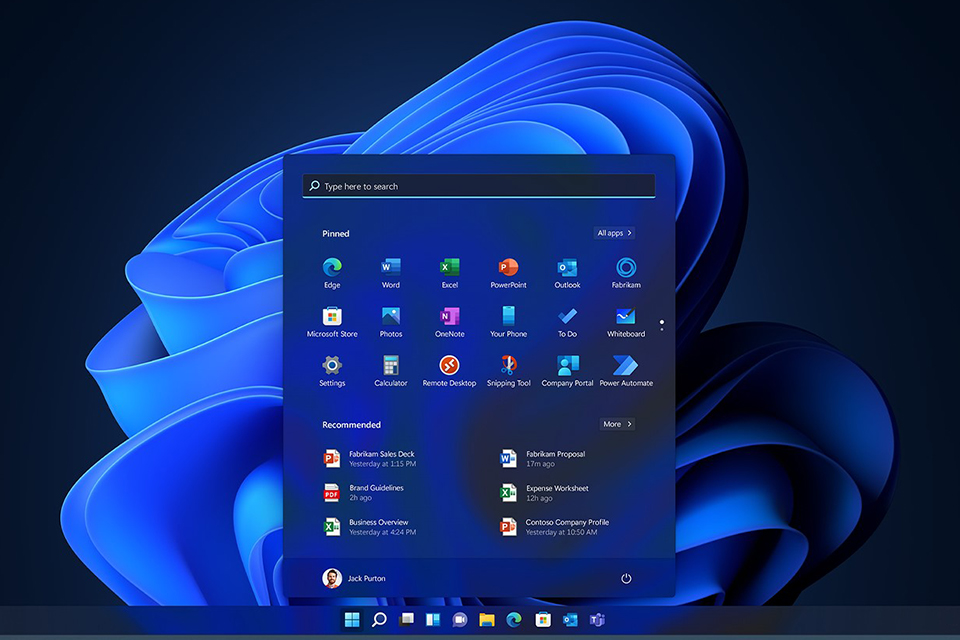 Type here to search
Pinned
All apps
Edge
Word
Excel
PowerPoint
Outlook
Fabrikam
Microsoft Store
Photos
OneNote
Your Phone
To Do
Whiteboard
Settings
Calculator
Remote Desktop
Snipping Tool
Company Portal
Power Automate
Recommended
More
Fabrikam Sales Deck
Yesterday at 1:15 PM
Fabrikam Proposal
17m ago
Brand Guidelines
2h ago
Expense Worksheet
12h ago
Business Overview
Yesterday at 4:24 PM
Contoso Company Profile
Yesterday at 10:50 AM
Jack Purton